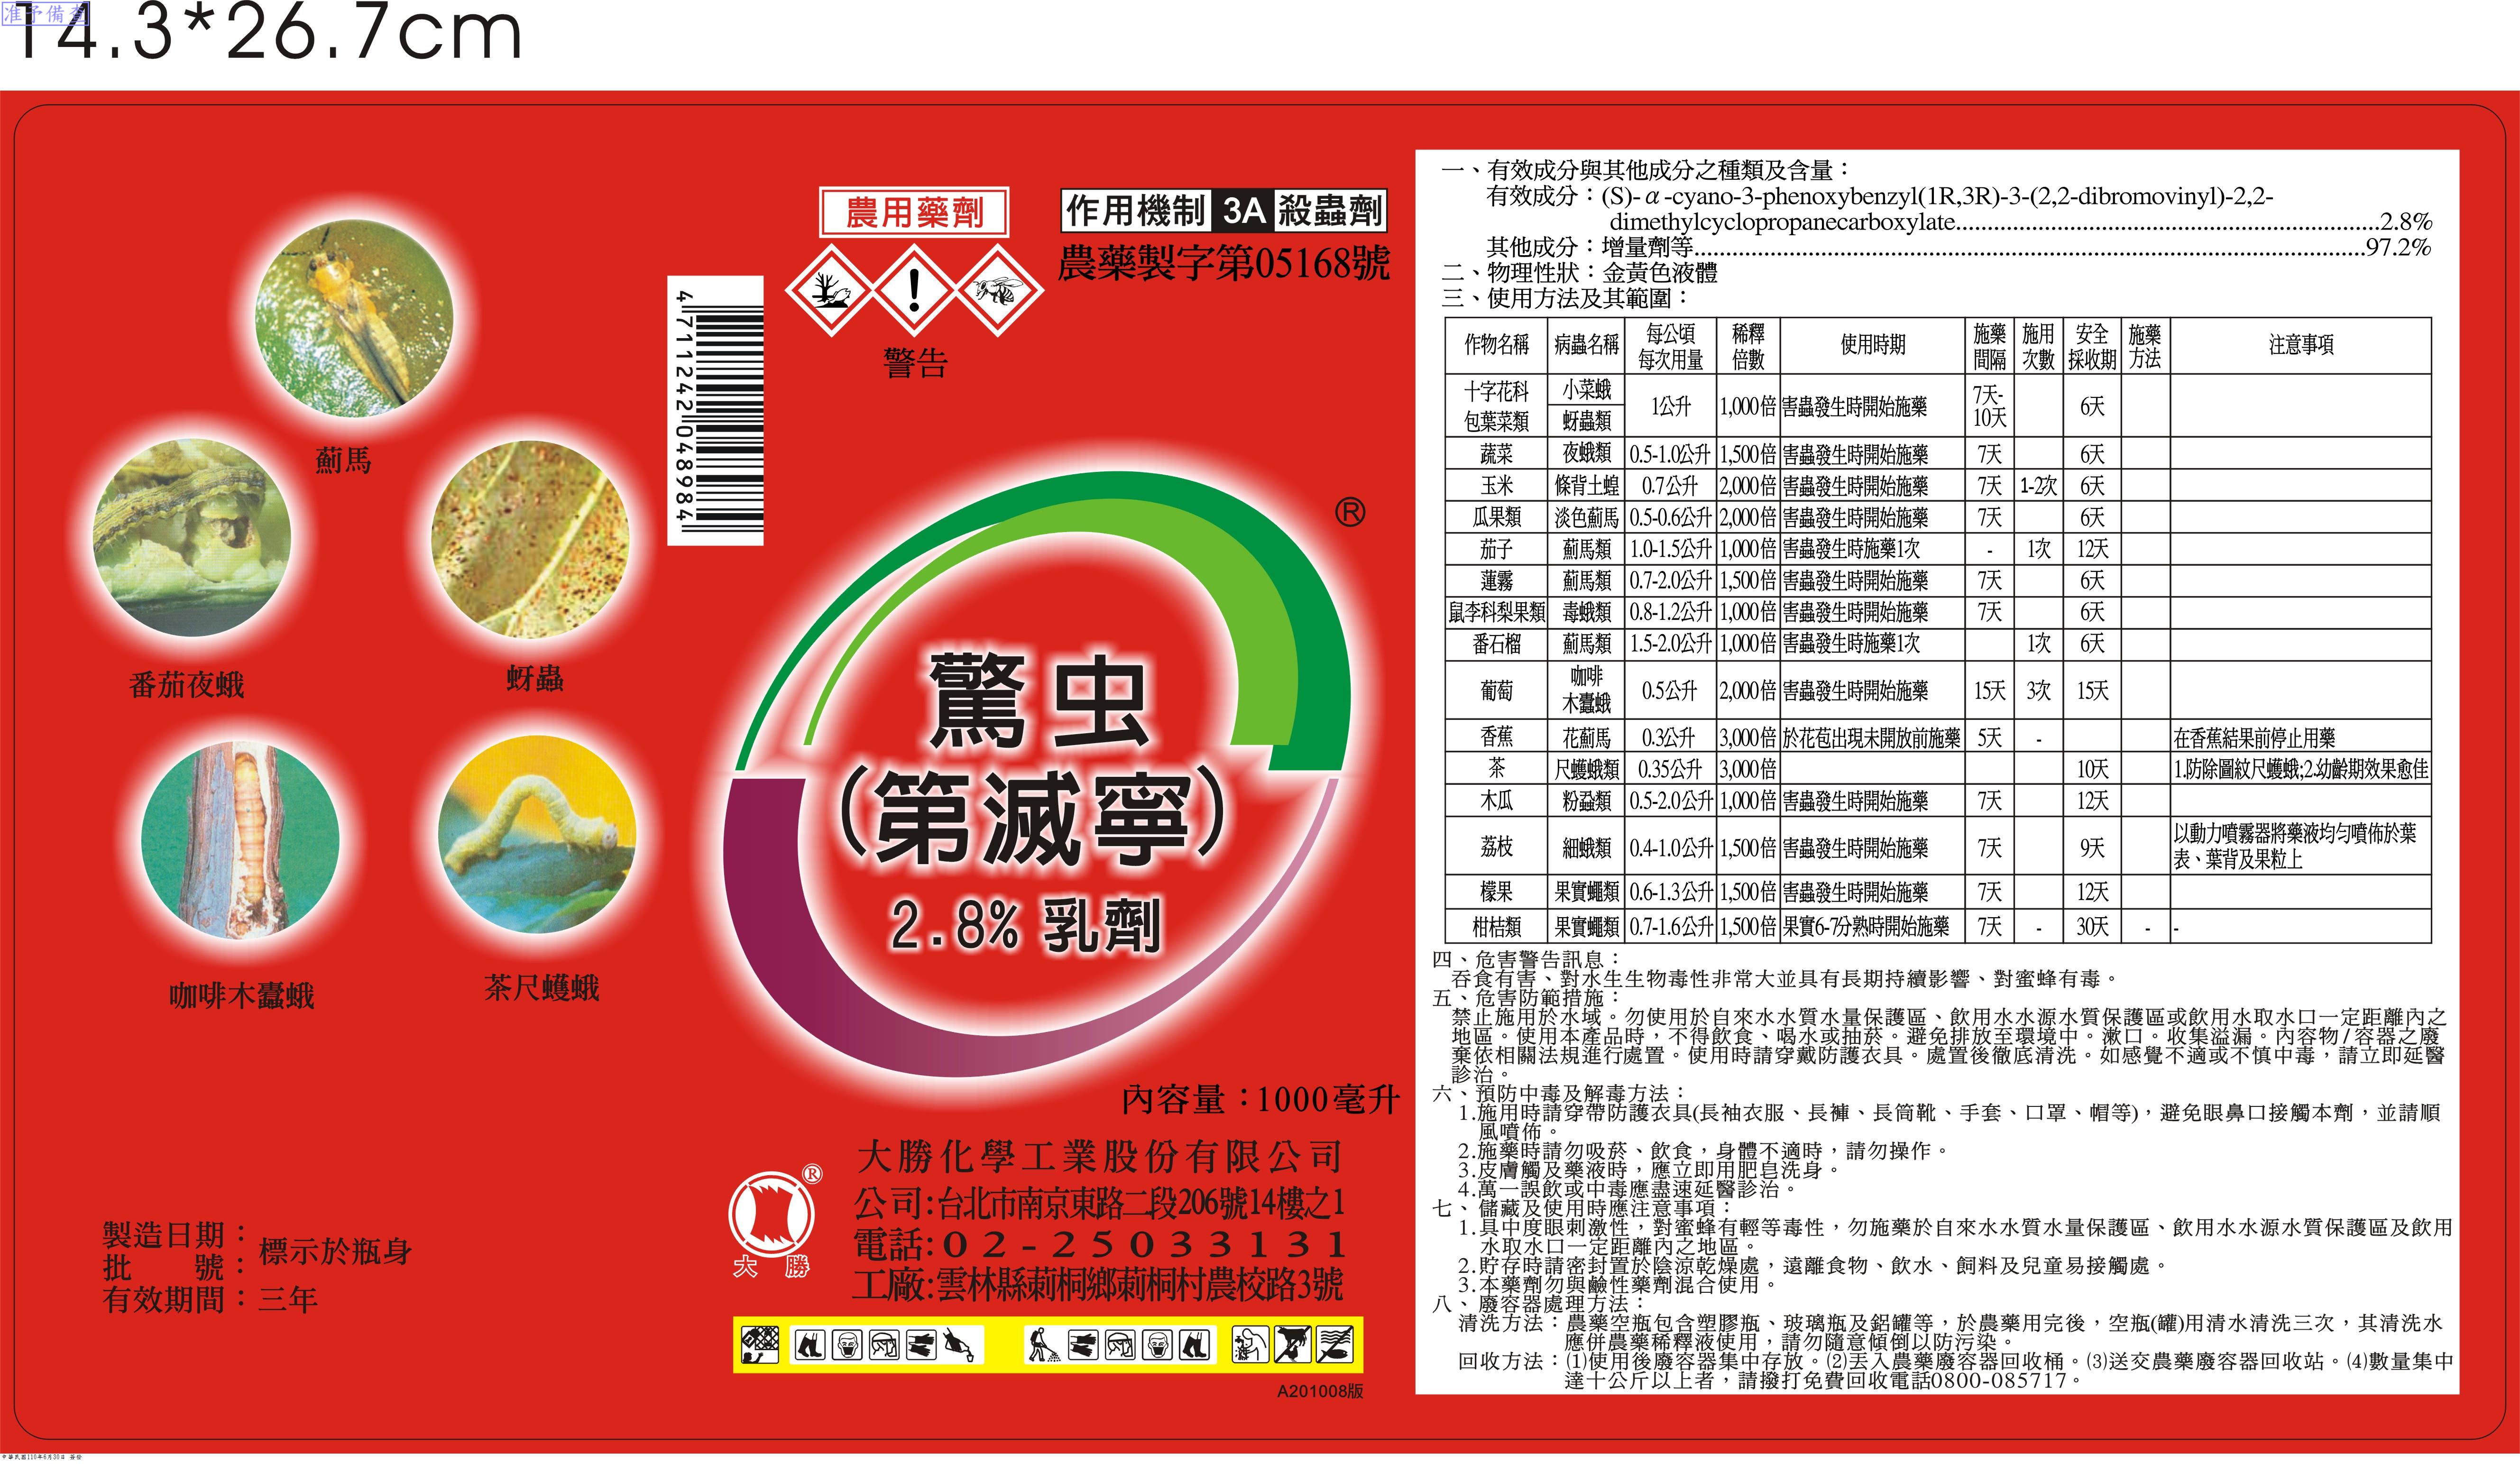 准予備查
14.3*26.7cm
農用藥劑
作用機制 3A 殺蟲劑
農藥製字第05168號
警告
4 711242 048984
薊馬
番茄夜蛾
蚜蟲
咖啡木蠹蛾
茶尺蠖蛾
®
驚虫
(第滅寧)
2.8% 乳劑
內容量：1000毫升
大勝化學工業股份有限公司
公司:台北市南京東路二段206號14樓之1
電話:02-25033131
工廠:雲林縣莿桐鄉莿桐村農校路3號
®
大勝
製造日期：標示於瓶身
批號：
有效期間：三年
A201008版
一、有效成分與其他成分之種類及含量：
有效成分：(S)-α-cyano-3-phenoxybenzyl(1R,3R)-3-(2,2-dibromovinyl)-2,2-
dimethylcyclopropanecarboxylate...2.8%
其他成分：增量劑等...97.2%
二、物理性狀：金黃色液體
三、使用方法及其範圍：
作物名稱 病蟲名稱 每公頃每次用量 稀釋倍數 使用時期 施藥間隔 施用次數 安全採收期 施藥方法 注意事項
十字花科包葉菜類 小菜蛾 蚜蟲類 1公升 1,000倍 害蟲發生時開始施藥 7天-10天 6天
蔬菜 夜蛾類 0.5-1.0公升 1,500倍 害蟲發生時開始施藥 7天 6天
玉米 條背土蝗 0.7公升 2,000倍 害蟲發生時開始施藥 7天 1-2次 6天
瓜果類 淡色薊馬 0.5-0.6公升 2,000倍 害蟲發生時開始施藥 7天 6天
茄子 薊馬類 1.0-1.5公升 1,000倍 害蟲發生時施藥1次 - 1次 12天
蓮霧 薊馬類 0.7-2.0公升 1,500倍 害蟲發生時開始施藥 7天 6天
鼠李科梨果類 毒蛾類 0.8-1.2公升 1,000倍 害蟲發生時開始施藥 7天 6天
番石榴 薊馬類 1.5-2.0公升 1,000倍 害蟲發生時施藥1次 1次 6天
葡萄 咖啡木蠹蛾 0.5公升 2,000倍 害蟲發生時開始施藥 15天 3次 15天
香蕉 花薊馬 0.3公升 3,000倍 於花苞出現未開放前施藥 5天 - 在香蕉結果前停止用藥
茶 尺蠖蛾類 0.35公升 3,000倍 10天 1.防除圖紋尺蠖蛾;2.幼齡期效果愈佳
木瓜 粉蝨類 0.5-2.0公升 1,000倍 害蟲發生時開始施藥 7天 12天
荔枝 細蛾類 0.4-1.0公升 1,500倍 害蟲發生時開始施藥 7天 9天 以動力噴霧器將藥液均勻噴佈於葉表、葉背及果粒上
檬果 果實蠅類 0.6-1.3公升 1,500倍 害蟲發生時開始施藥 7天 12天
柑桔類 果實蠅類 0.7-1.6公升 1,500倍 果實6-7分熟時開始施藥 7天 - 30天 - -
四、危害警告訊息：
吞食有害、對水生生物毒性非常大並具有長期持續影響、對蜜蜂有毒。
五、危害防範措施：
禁止施用於水域。勿使用於自來水水質水量保護區、飲用水水源水質保護區或飲用水取水口一定距離內之
地區。使用本產品時，不得飲食、喝水或抽菸。避免排放至環境中。漱口。收集溢漏。內容物/容器之廢
棄依相關法規進行處置。使用時請穿戴防護衣具。處置後徹底清洗。如感覺不適或不慎中毒，請立即延醫
診治。
六、預防中毒及解毒方法：
1.施用時請穿帶防護衣具(長袖衣服、長褲、長筒靴、手套、口罩、帽等)，避免眼鼻口接觸本劑，並請順
風噴佈。
2.施藥時請勿吸菸、飲食，身體不適時，請勿操作。
3.皮膚觸及藥液時，應立即用肥皂洗身。
4.萬一誤飲或中毒應盡速延醫診治。
七、儲藏及使用時應注意事項：
1.具中度眼刺激性，對蜜蜂有輕等毒性，勿施藥於自來水水質水量保護區、飲用水水源水質保護區及飲用
水取水口一定距離內之地區。
2.貯存時請密封置於陰涼乾燥處，遠離食物、飲水、飼料及兒童易接觸處。
3.本藥劑勿與鹼性藥劑混合使用。
八、廢容器處理方法：
清洗方法：農藥空瓶包含塑膠瓶、玻璃瓶及鋁罐等，於農藥用完後，空瓶(罐)用清水清洗三次，其清洗水
應併農藥稀釋液使用，請勿隨意傾倒以防污染。
回收方法：⑴使用後廢容器集中存放。⑵丟入農藥廢容器回收桶。⑶送交農藥廢容器回收站。⑷數量集中
達十公斤以上者，請撥打免費回收電話0800-085717。